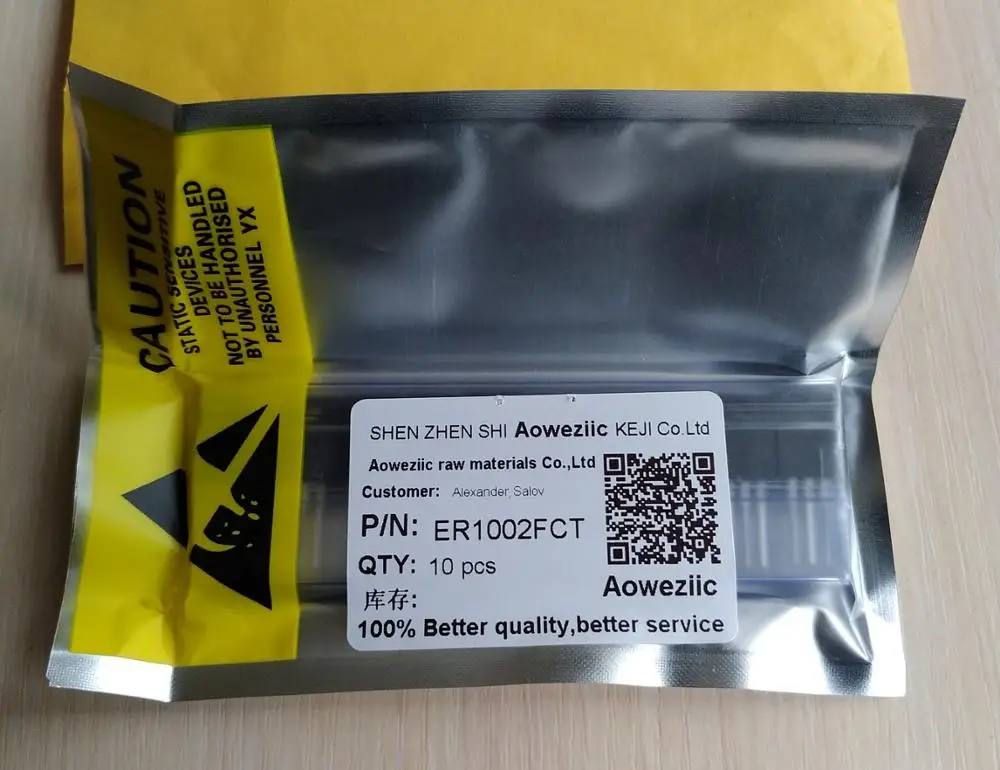 CAUTION
STATIC SENSITIVE
DEVICES
NOT TO BE HANDLED
BY UNAUTHORISED
PERSONNEL YX
SHEN ZHEN SHI Aoweziic KEJI Co.Ltd
Aoweziic raw materials Co.,Ltd
Customer: Alexander, Salov
P/N: ER1002FCT
QTY: 10 pcs
Aoweziic
库存:
100% Better quality,better service